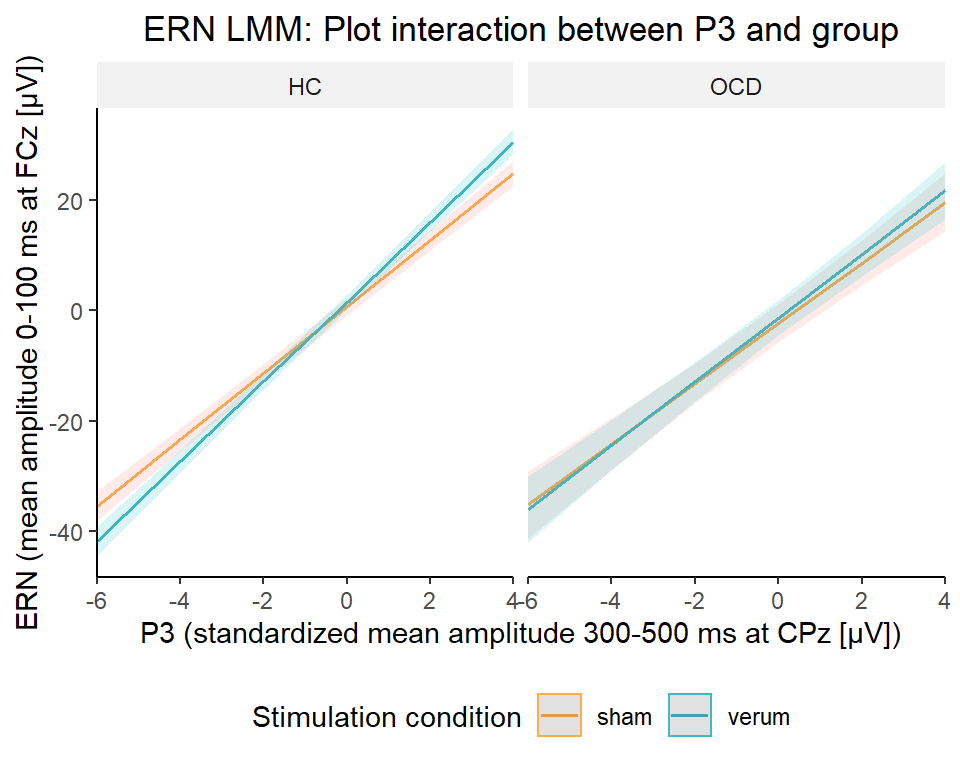 ERN LMM: Plot interaction between P3 and group
HC
OCD
ERN (mean amplitude 0-100 ms at FCz [µV])
20
0
-20
-40
-6 -4 -2 0 2 4
-6 -4 -2 0 2 4
P3 (standardized mean amplitude 300-500 ms at CPz [µV])
Stimulation condition sham verum